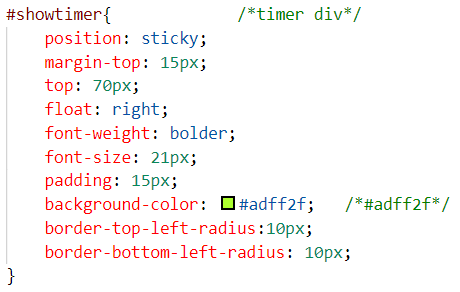 #showtimer{ /*timer div*/
position: sticky;
margin-top: 15px;
top: 70px;
float: right;
font-weight: bolder;
font-size: 21px;
padding: 15px;
background-color: #adff2f; /*#adff2f*/
border-top-left-radius:10px;
border-bottom-left-radius: 10px;
}